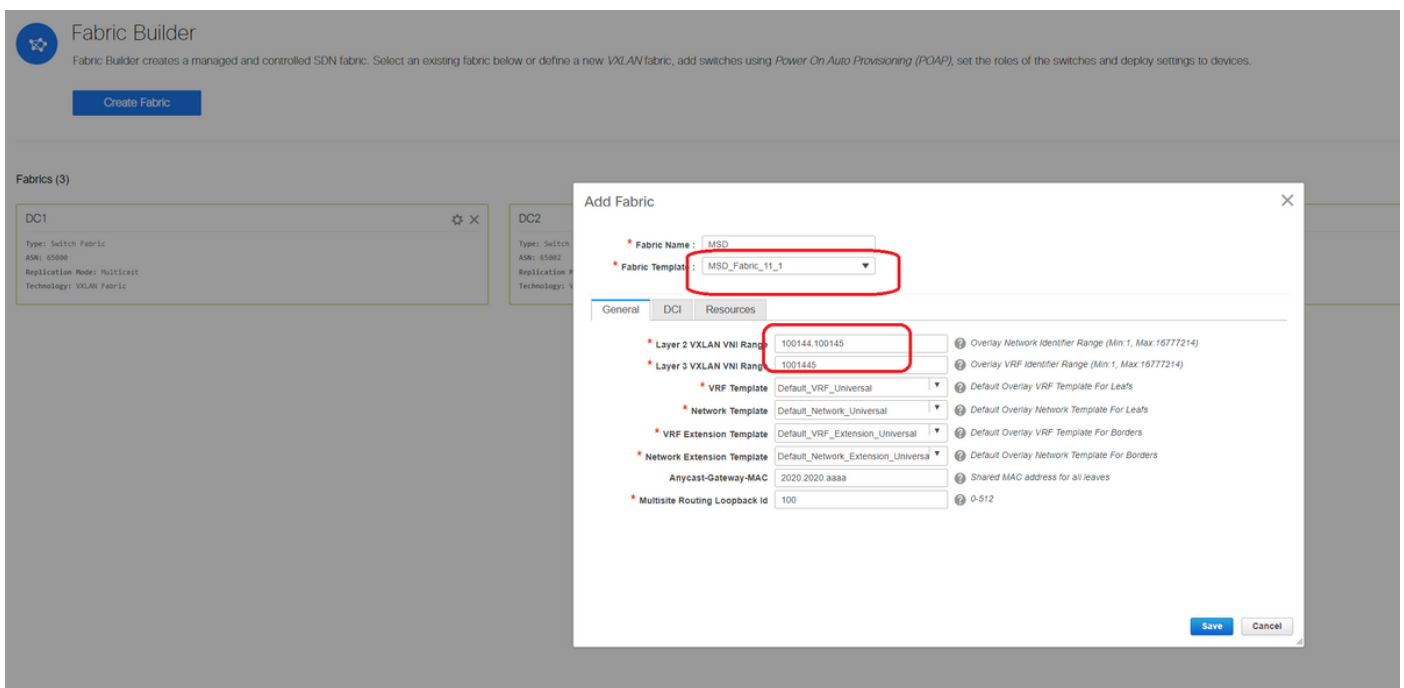 Fabric Builder
Fabric Builder creates a managed and controlled SDN fabric. Select an existing fabric below or define a new VXLAN fabric, add switches using Power On Auto Provisioning (POAP), set the roles of the switches and deploy settings to devices.
Create Fabric
Fabrics (3)
DC1
Type: Switch Fabric
ASN: 65000
Replication Mode: Multicast
Technology: VXLAN Fabric
DC2
Type: Switch
ASN: 65002
Replication
Technology:
Add Fabric
* Fabric Name : MSD
* Fabric Template : MSD_Fabric_11_1
General DCI Resources
* Layer 2 VXLAN VNI Range 100144,100145 Overlay Network Identifier Range (Min:1, Max:16777214)
* Layer 3 VXLAN VNI Range 1001445 Overlay VRF Identifier Range (Min:1, Max:16777214)
* VRF Template Default_VRF_Universal Default Overlay VRF Template For Leafs
* Network Template Default_Network_Universal Default Overlay Network Template For Leafs
* VRF Extension Template Default_VRF_Extension_Universal Default Overlay VRF Template For Borders
* Network Extension Template Default_Network_Extension_Universa Default Overlay Network Template For Borders
Anycast-Gateway-MAC 2020.2020.aaaa Shared MAC address for all leaves
* Multisite Routing Loopback Id 100 0-512
Save Cancel